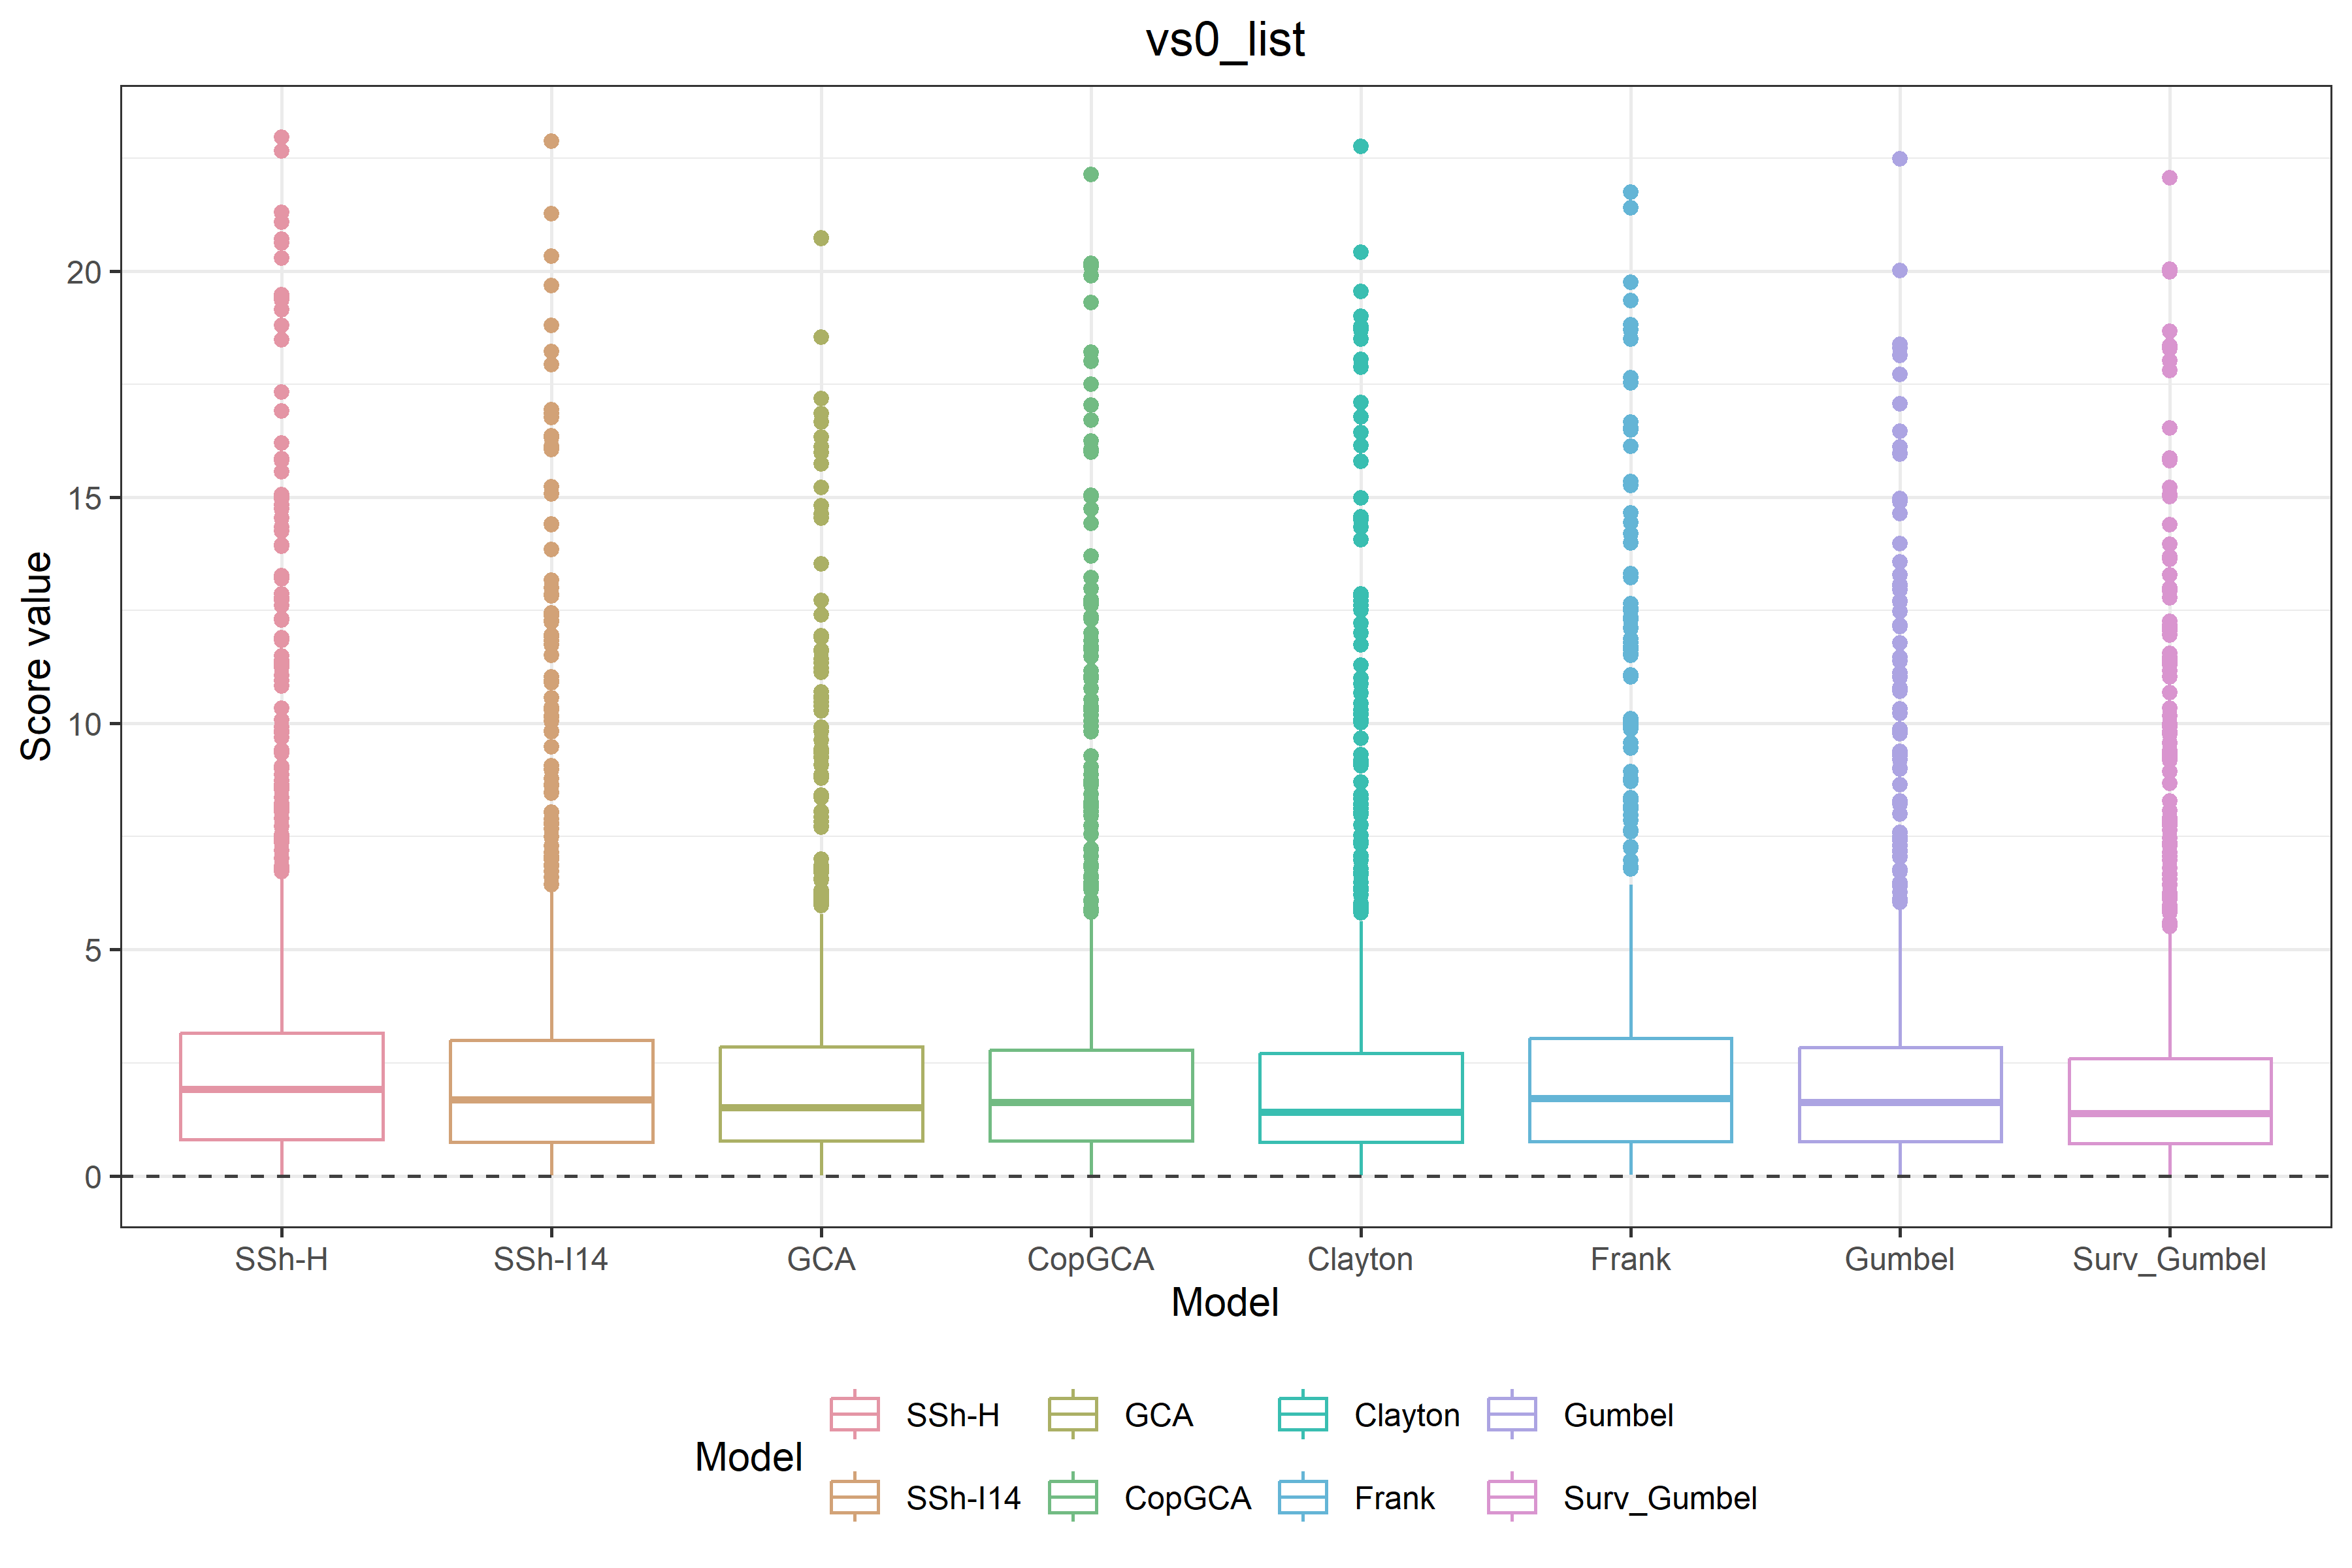 vs0_list
Score value
20
15
10
5
0
SSh-H SSh-I14 GCA CopGCA Clayton Frank Gumbel Surv_Gumbel
Model
Model
SSh-H GCA Clayton Gumbel
SSh-I14 CopGCA Frank Surv_Gumbel